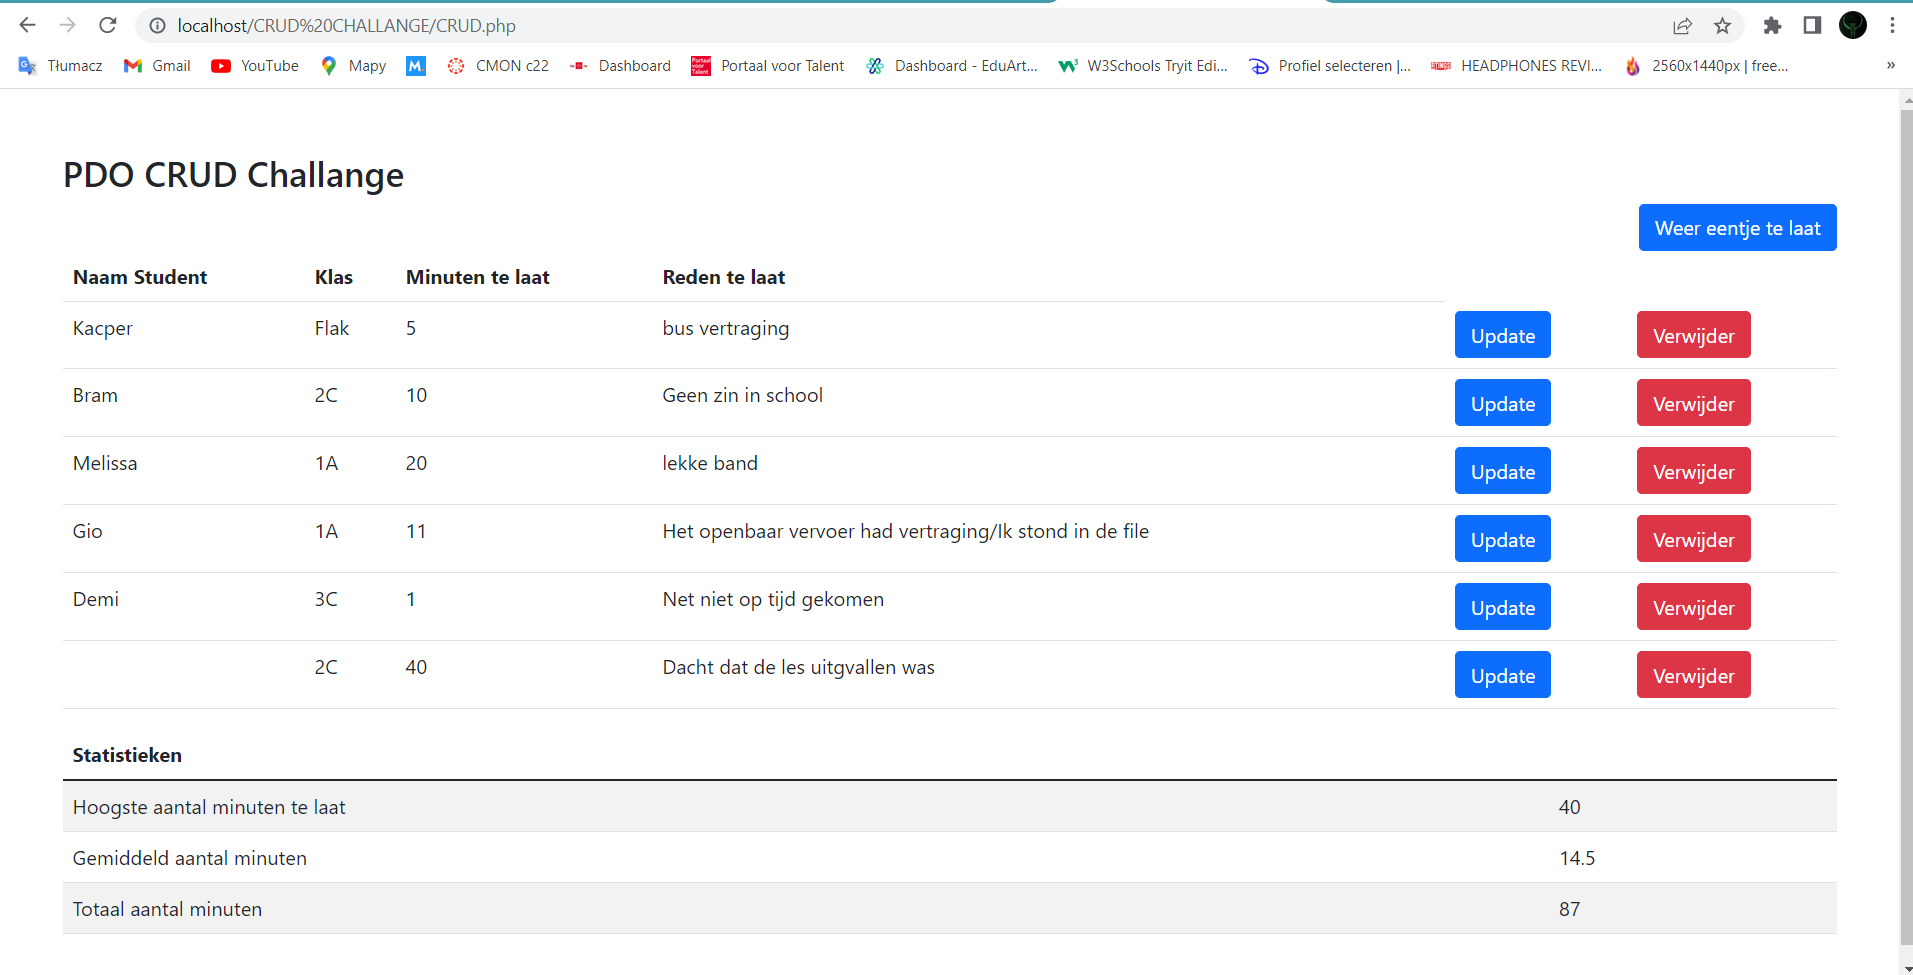 localhost/CRUD%20CHALLANGE/CRUD.php
Tłumacz Gmail YouTube Mapy M CMON c22 Dashboard Portaal voor Talent Portaal voor Talent Dashboard - EduArt... W3Schools Tryit Edi... Profiel selecteren |... HEADPHONES REVI... 2560x1440px | free... »
PDO CRUD Challange
Weer eentje te laat
Naam Student Klas Minuten te laat Reden te laat
Kacper Flak 5 bus vertraging Update Verwijder
Bram 2C 10 Geen zin in school Update Verwijder
Melissa 1A 20 lekke band Update Verwijder
Gio 1A 11 Het openbaar vervoer had vertraging/Ik stond in de file Update Verwijder
Demi 3C 1 Net niet op tijd gekomen Update Verwijder
2C 40 Dacht dat de les uitgvallen was Update Verwijder
Statistieken
Hoogste aantal minuten te laat 40
Gemiddeld aantal minuten 14.5
Totaal aantal minuten 87